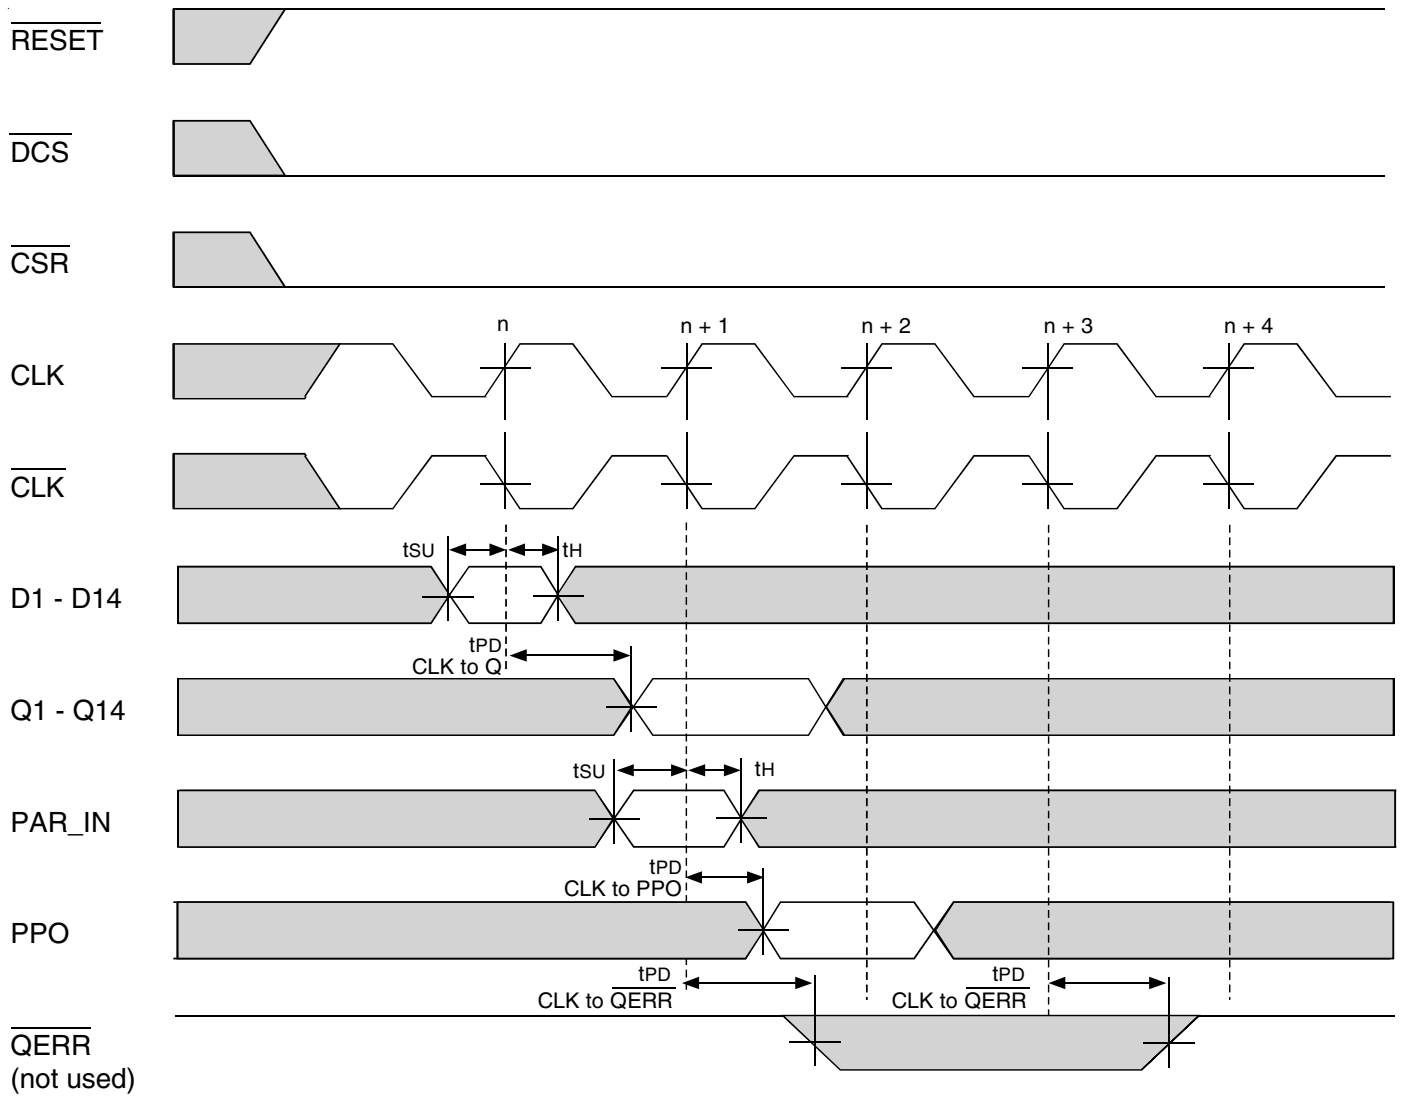 RESET
DCS
CSR
n n + 1 n + 2 n + 3 n + 4
CLK
CLK
tSU tH
D1 - D14
tPD
CLK to Q
Q1 - Q14
tSU tH
PAR_IN
tPD
CLK to PPO
PPO
tPD tPD
CLK to QERR CLK to QERR
QERR
(not used)